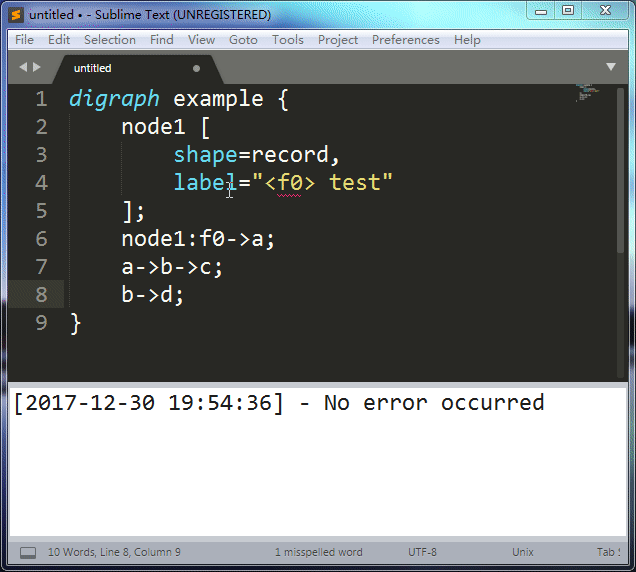 untitled • - Sublime Text (UNREGISTERED)
File Edit Selection Find View Goto Tools Project Preferences Help
untitled
1 digraph example {
2 node1 [
3 shape=record,
4 label="<f0> test"
5 ];
6 node1:f0->a;
7 a->b->c;
8 b->d;
9 }
[2017-12-30 19:54:36] - No error occurred
10 Words, Line 8, Column 9 1 misspelled word UTF-8 Unix Tab